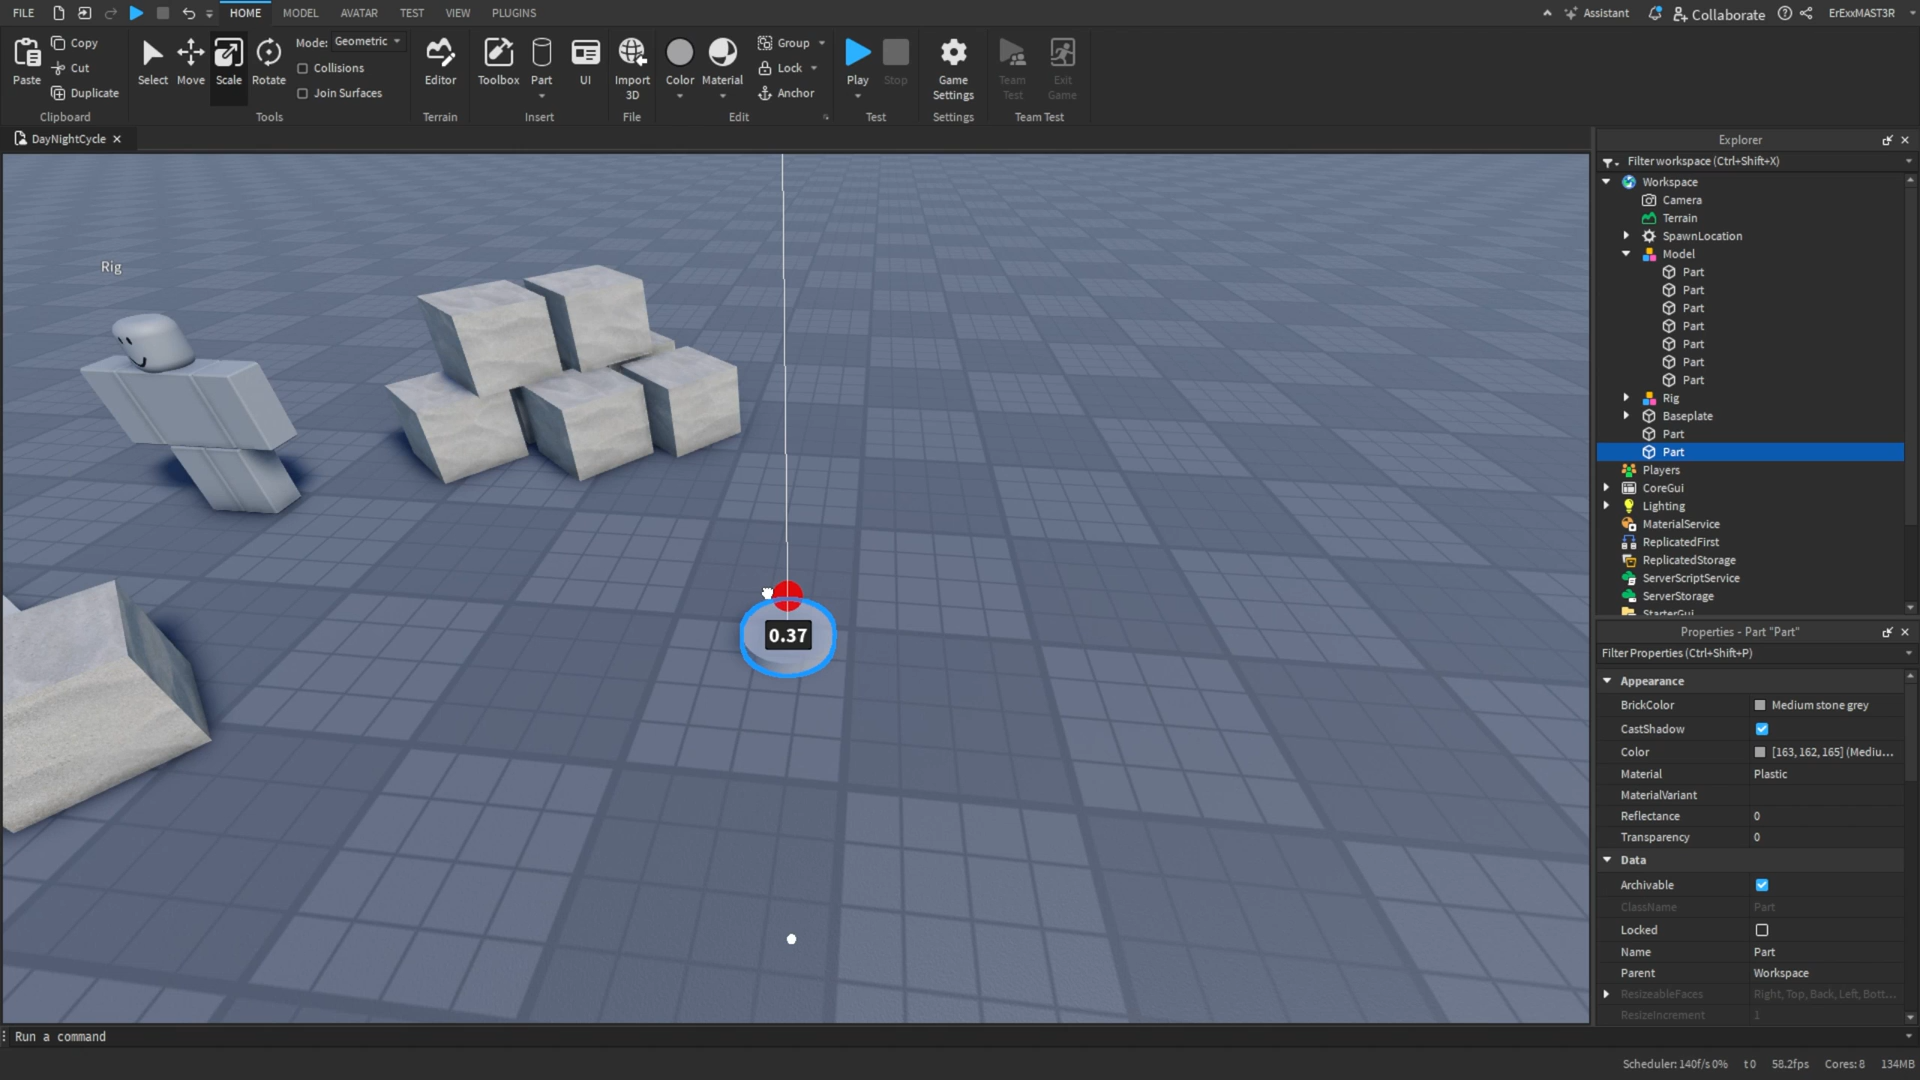 FILE HOME MODEL AVATAR TEST VIEW PLUGINS Assistant Collaborate ErExxMAST3R
Paste Copy Cut Duplicate Clipboard
Select Move Scale Rotate Mode: Geometric Collisions Join Surfaces Tools
Editor Terrain
Toolbox Part UI Insert
Import 3D File
Color Material Group Lock Anchor Edit
Play Stop Test
Game Settings Settings
Team Test Exit Game Team Test
DayNightCycle
Rig
0.37
Explorer
Filter workspace (Ctrl+Shift+X)
Workspace
Camera
Terrain
SpawnLocation
Model
Part
Part
Part
Part
Part
Part
Part
Rig
Baseplate
Part
Part
Players
CoreGui
Lighting
MaterialService
ReplicatedFirst
ReplicatedStorage
ServerScriptService
ServerStorage
StarterGui
Properties - Part "Part"
Filter Properties (Ctrl+Shift+P)
Appearance
BrickColor Medium stone grey
CastShadow
Color [163, 162, 165] (Mediu...
Material Plastic
MaterialVariant
Reflectance 0
Transparency 0
Data
Archivable
ClassName Part
Locked
Name Part
Parent Workspace
ResizeableFaces Right, Top, Back, Left, Bott...
ResizeIncrement 1
Run a command
Scheduler: 140f/s 0% t 0 58.2fps Cores: 8 134MB